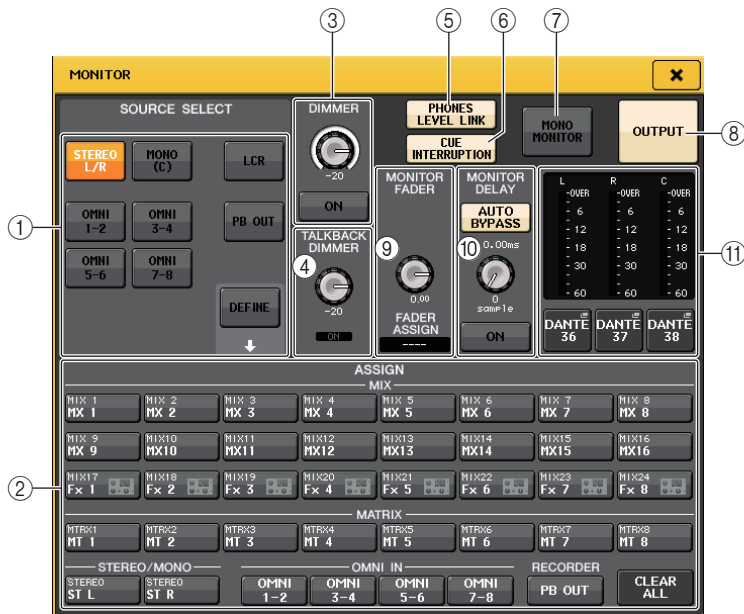 ③ ⑤ ⑥ ⑦
MONITOR
SOURCE SELECT
STEREO L/R
MONO (C)
LCR
OMNI 1-2
OMNI 3-4
PB OUT
OMNI 5-6
OMNI 7-8
DEFINE
①
DIMMER
-20
ON
TALKBACK DIMMER
④
-20
ON
PHONES LEVEL LINK
CUE INTERRUPTION
MONO MONITOR
OUTPUT
⑧
MONITOR FADER
⑨
0.00
FADER ASSIGN
----
MONITOR DELAY
AUTO BYPASS
⑩
0.00ms
0
sample
ON
L R C
-OVER -OVER -OVER
6 6 6
12 12 12
18 18 18
30 30 30
60 60 60
⑪
DANTE 36
DANTE 37
DANTE 38
ASSIGN
MIX
MIX 1 MIX 2 MIX 3 MIX 4 MIX 5 MIX 6 MIX 7 MIX 8
MX 1 MX 2 MX 3 MX 4 MX 5 MX 6 MX 7 MX 8
MIX 9 MIX10 MIX11 MIX12 MIX13 MIX14 MIX15 MIX16
MX 9 MX10 MX11 MX12 MX13 MX14 MX15 MX16
②
MIX17 MIX18 MIX19 MIX20 MIX21 MIX22 MIX23 MIX24
Fx 1 Fx 2 Fx 3 Fx 4 Fx 5 Fx 6 Fx 7 Fx 8
MATRIX
MTRX1 MTRX2 MTRX3 MTRX4 MTRX5 MTRX6 MTRX7 MTRX8
MT 1 MT 2 MT 3 MT 4 MT 5 MT 6 MT 7 MT 8
STEREO/MONO
STEREO STEREO
ST L ST R
OMNI IN
OMNI 1-2
OMNI 3-4
OMNI 5-6
OMNI 7-8
RECORDER
PB OUT
CLEAR ALL